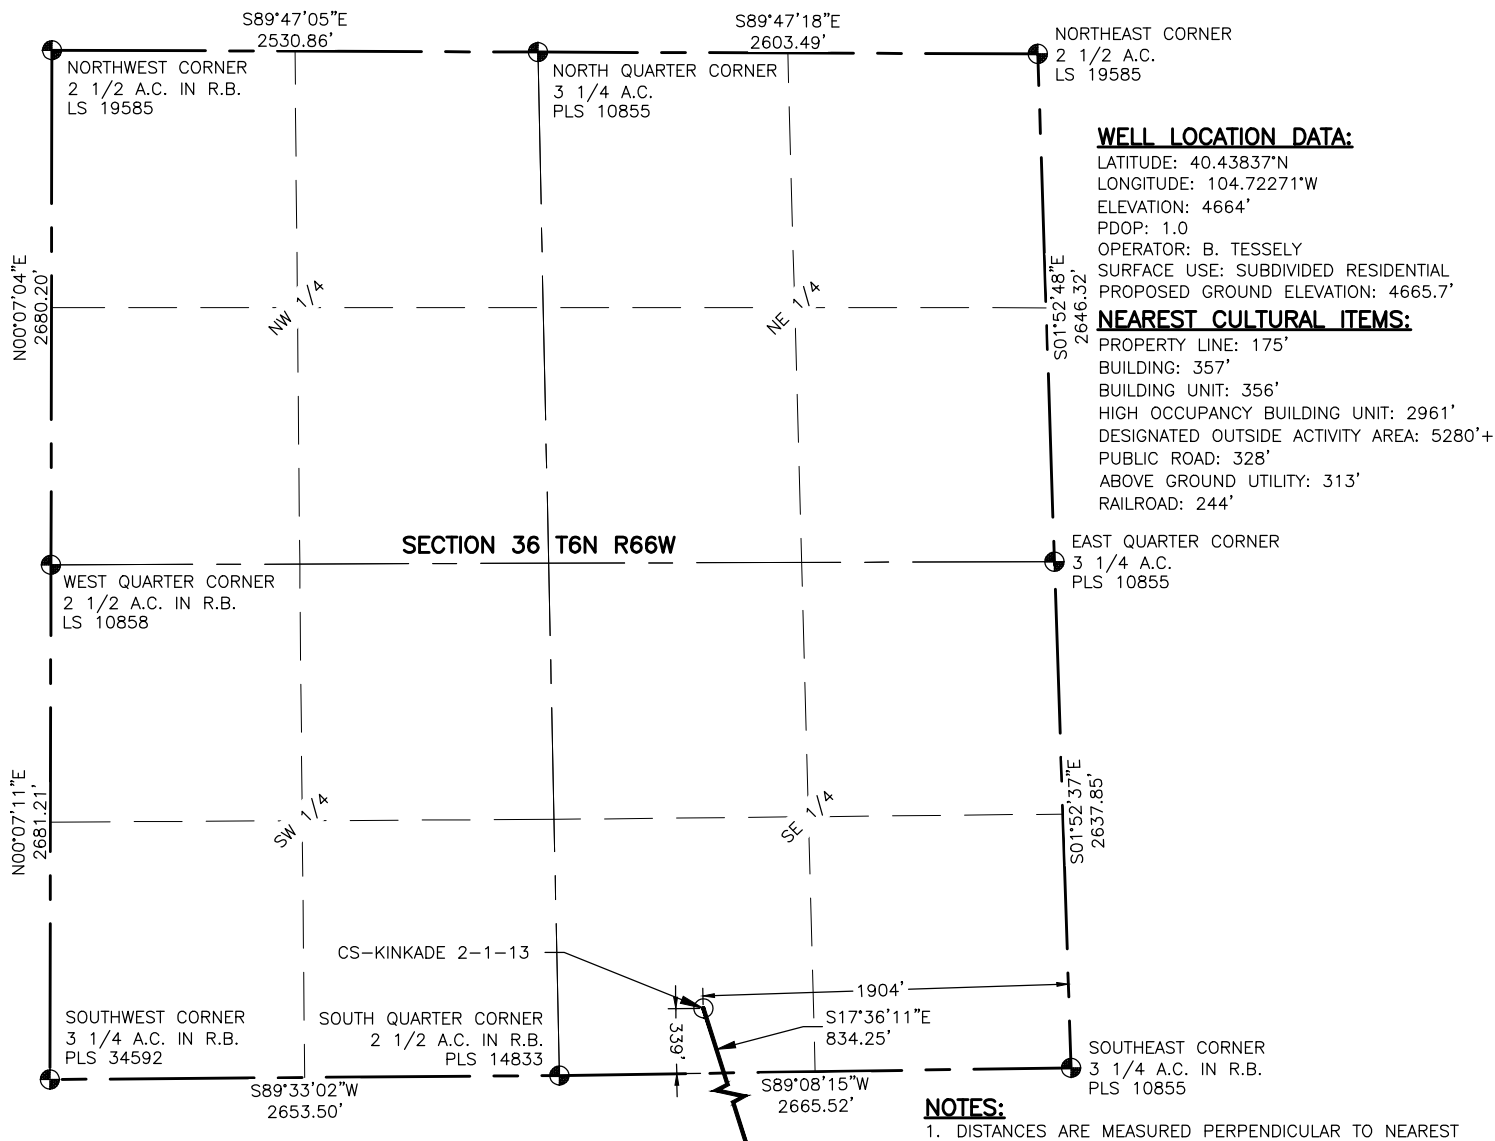 S89°47'05"E
2530.86'
S89°47'18"E
2603.49'
NORTHEAST CORNER
2 1/2 A.C.
LS 19585
NORTHWEST CORNER
2 1/2 A.C. IN R.B.
LS 19585
NORTH QUARTER CORNER
3 1/4 A.C.
PLS 10855
WELL LOCATION DATA:
LATITUDE: 40.43837°N
LONGITUDE: 104.72271°W
ELEVATION: 4664'
PDOP: 1.0
OPERATOR: B. TESSELY
SURFACE USE: SUBDIVIDED RESIDENTIAL
PROPOSED GROUND ELEVATION: 4665.7'
NEAREST CULTURAL ITEMS:
PROPERTY LINE: 175'
BUILDING: 357'
BUILDING UNIT: 356'
HIGH OCCUPANCY BUILDING UNIT: 2961'
DESIGNATED OUTSIDE ACTIVITY AREA: 5280'+
PUBLIC ROAD: 328'
ABOVE GROUND UTILITY: 313'
RAILROAD: 244'
N00°07'04"E
2680.20'
NW 1/4
NE 1/4
S01°52'48"E
2646.32'
SECTION 36 T6N R66W
EAST QUARTER CORNER
3 1/4 A.C.
PLS 10855
WEST QUARTER CORNER
2 1/2 A.C. IN R.B.
LS 10858
N00°07'11"E
2681.21'
SW 1/4
SE 1/4
S01°52'37"E
2637.85'
CS-KINKADE 2-1-13
1904'
339'
S17°36'11"E
834.25'
SOUTHWEST CORNER
3 1/4 A.C. IN R.B.
PLS 34592
SOUTH QUARTER CORNER
2 1/2 A.C. IN R.B.
PLS 14833
SOUTHEAST CORNER
3 1/4 A.C. IN R.B.
PLS 10855
S89°33'02"W
2653.50'
S89°08'15"W
2665.52'
NOTES:
1. DISTANCES ARE MEASURED PERPENDICULAR TO NEAREST